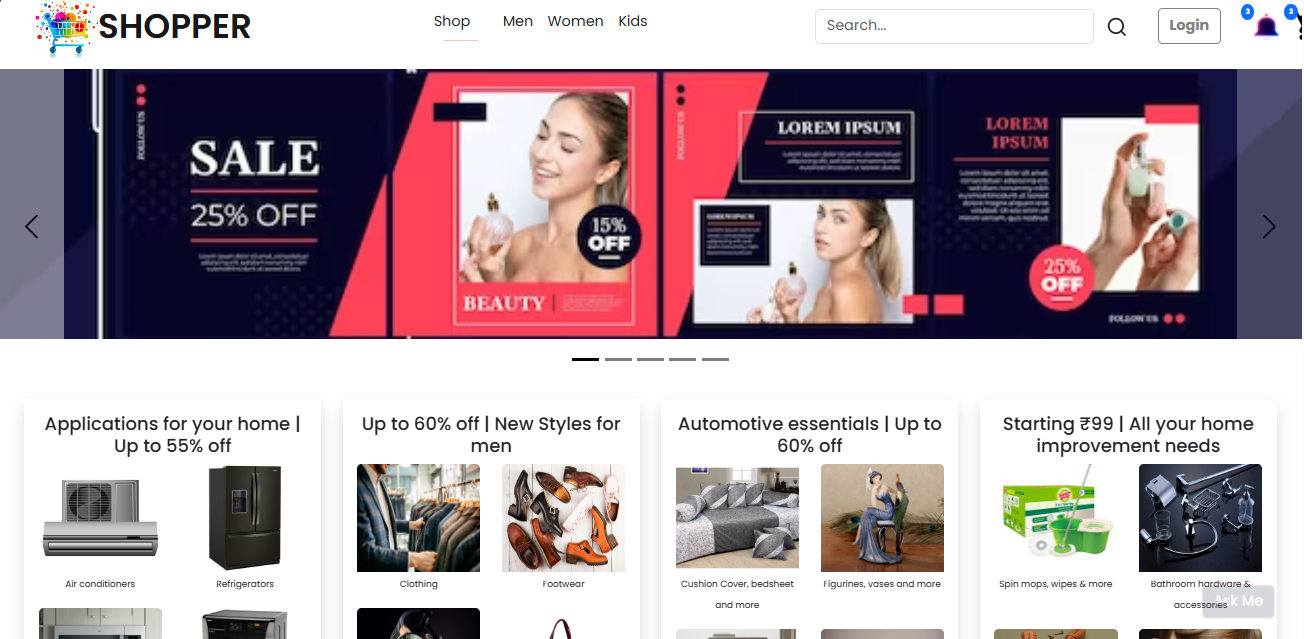 SHOPPER
Shop
Men
Women
Kids
Search...
Login
3
3
FOLLOW US
SALE
25% OFF
15%
OFF
BEAUTY
FOLLOW US
LOREM IPSUM
LOREM IPSUM
LOREM
IPSUM
25%
OFF
FOLLOW US
Applications for your home |
Up to 55% off
Air conditioners
Refrigerators
Up to 60% off | New Styles for
men
Clothing
Footwear
Automotive essentials | Up to
60% off
Cushion Cover, bedsheet
and more
Figurines, vases and more
Starting ₹99 | All your home
improvement needs
Spin mops, wipes & more
Bathroom hardware &
accessories
Ask Me